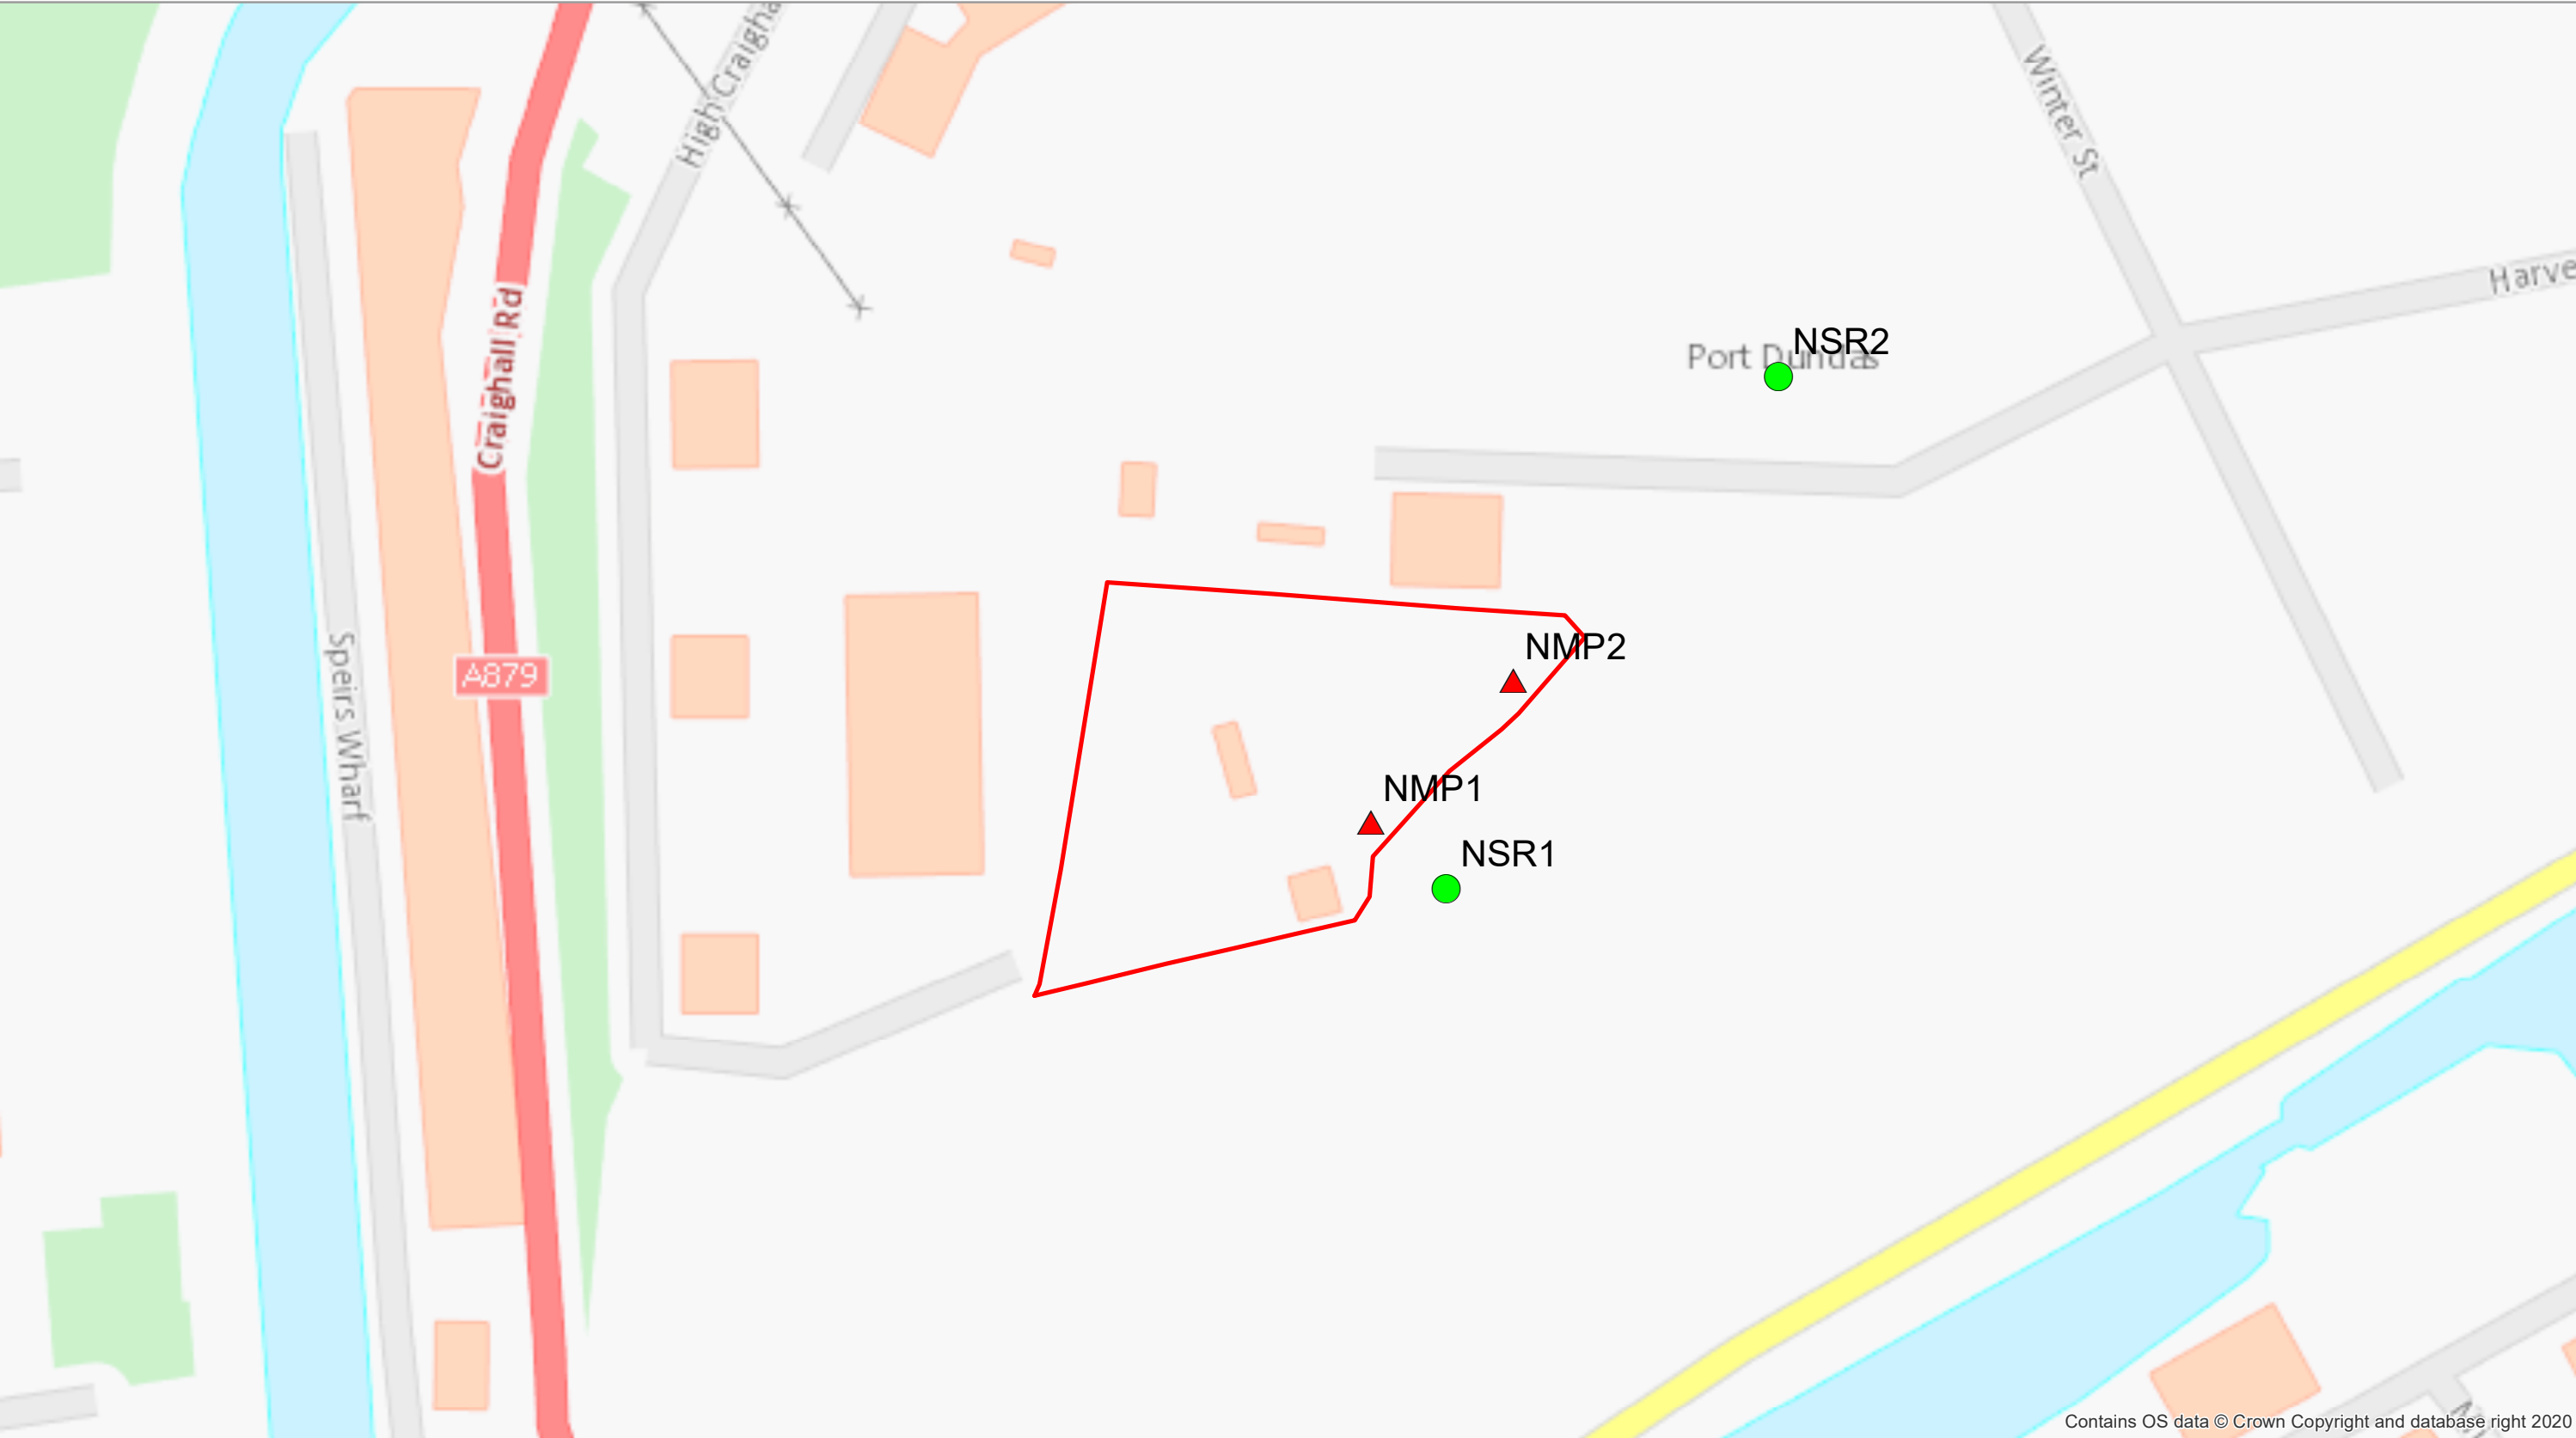 High Craigha
Winter St
Harve
Craighall Rd
Port Dundas
NSR2
Speirs Wharf
A879
NMP2
NMP1
NSR1
Contains OS data © Crown Copyright and database right 2020